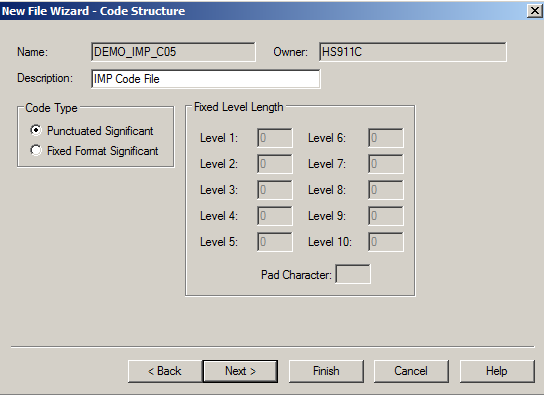 New File Wizard - Code Structure
Name: DEMO_IMP_C05 Owner: HS911C
Description: IMP Code File
Code Type
Punctuated Significant
Fixed Format Significant
Fixed Level Length
Level 1: 0 Level 6: 0
Level 2: 0 Level 7: 0
Level 3: 0 Level 8: 0
Level 4: 0 Level 9: 0
Level 5: 0 Level 10: 0
Pad Character:
< Back Next > Finish Cancel Help